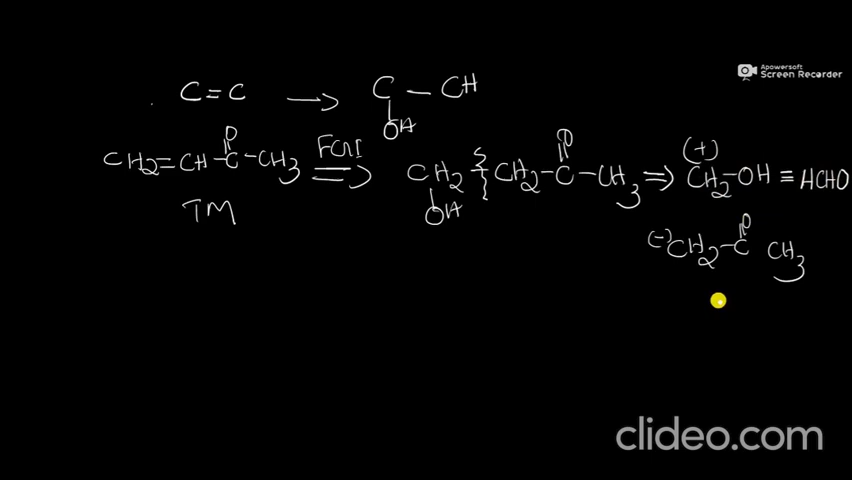 Apowersoft
Screen Recorder
C=C → C-CH
OH
CH2=CH-C-CH3 ⇒ CH2-CH2-C-CH3 ⇒ CH2-OH ≡ HCHO
O FGI O (+)
OH
TM
(-)CH2-C CH3
O
clideo.com